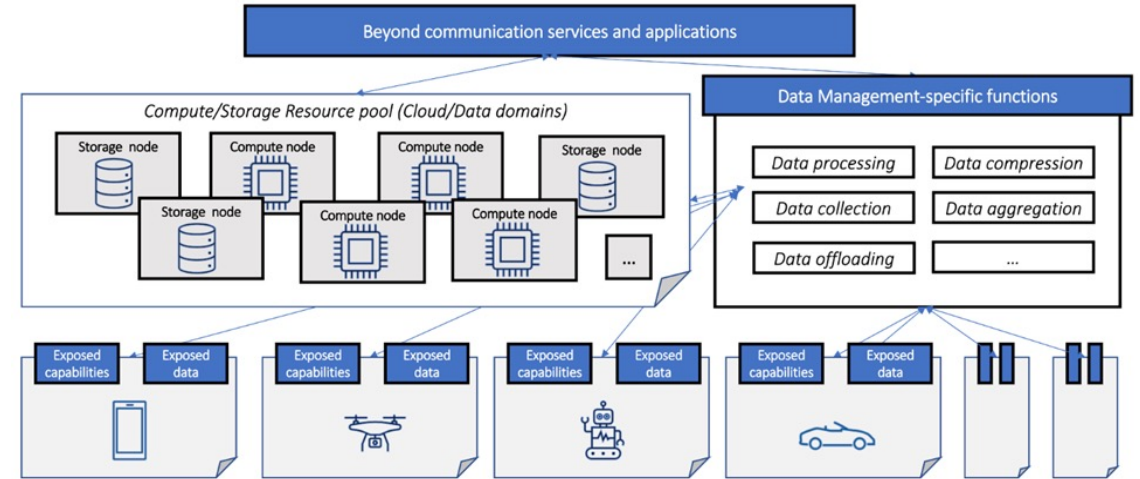 Beyond communication services and applications
Compute/Storage Resource pool (Cloud/Data domains)
Storage node
Compute node
Compute node
Storage node
Storage node
Compute node
Compute node
...
Data Management-specific functions
Data processing
Data compression
Data collection
Data aggregation
Data offloading
...
Exposed
capabilities
Exposed
data
Exposed
capabilities
Exposed
data
Exposed
capabilities
Exposed
data
Exposed
capabilities
Exposed
data